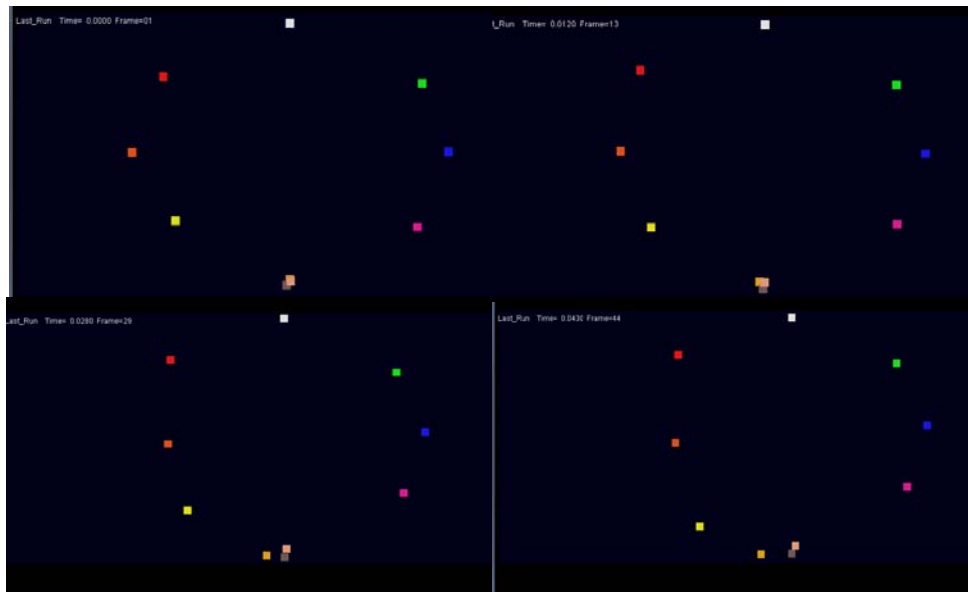 Last_Run Time= 0.0000 Frame=01
t_Run Time= 0.0120 Frame=13
Last_Run Time= 0.0280 Frame=29
Last_Run Time= 0.0430 Frame=44